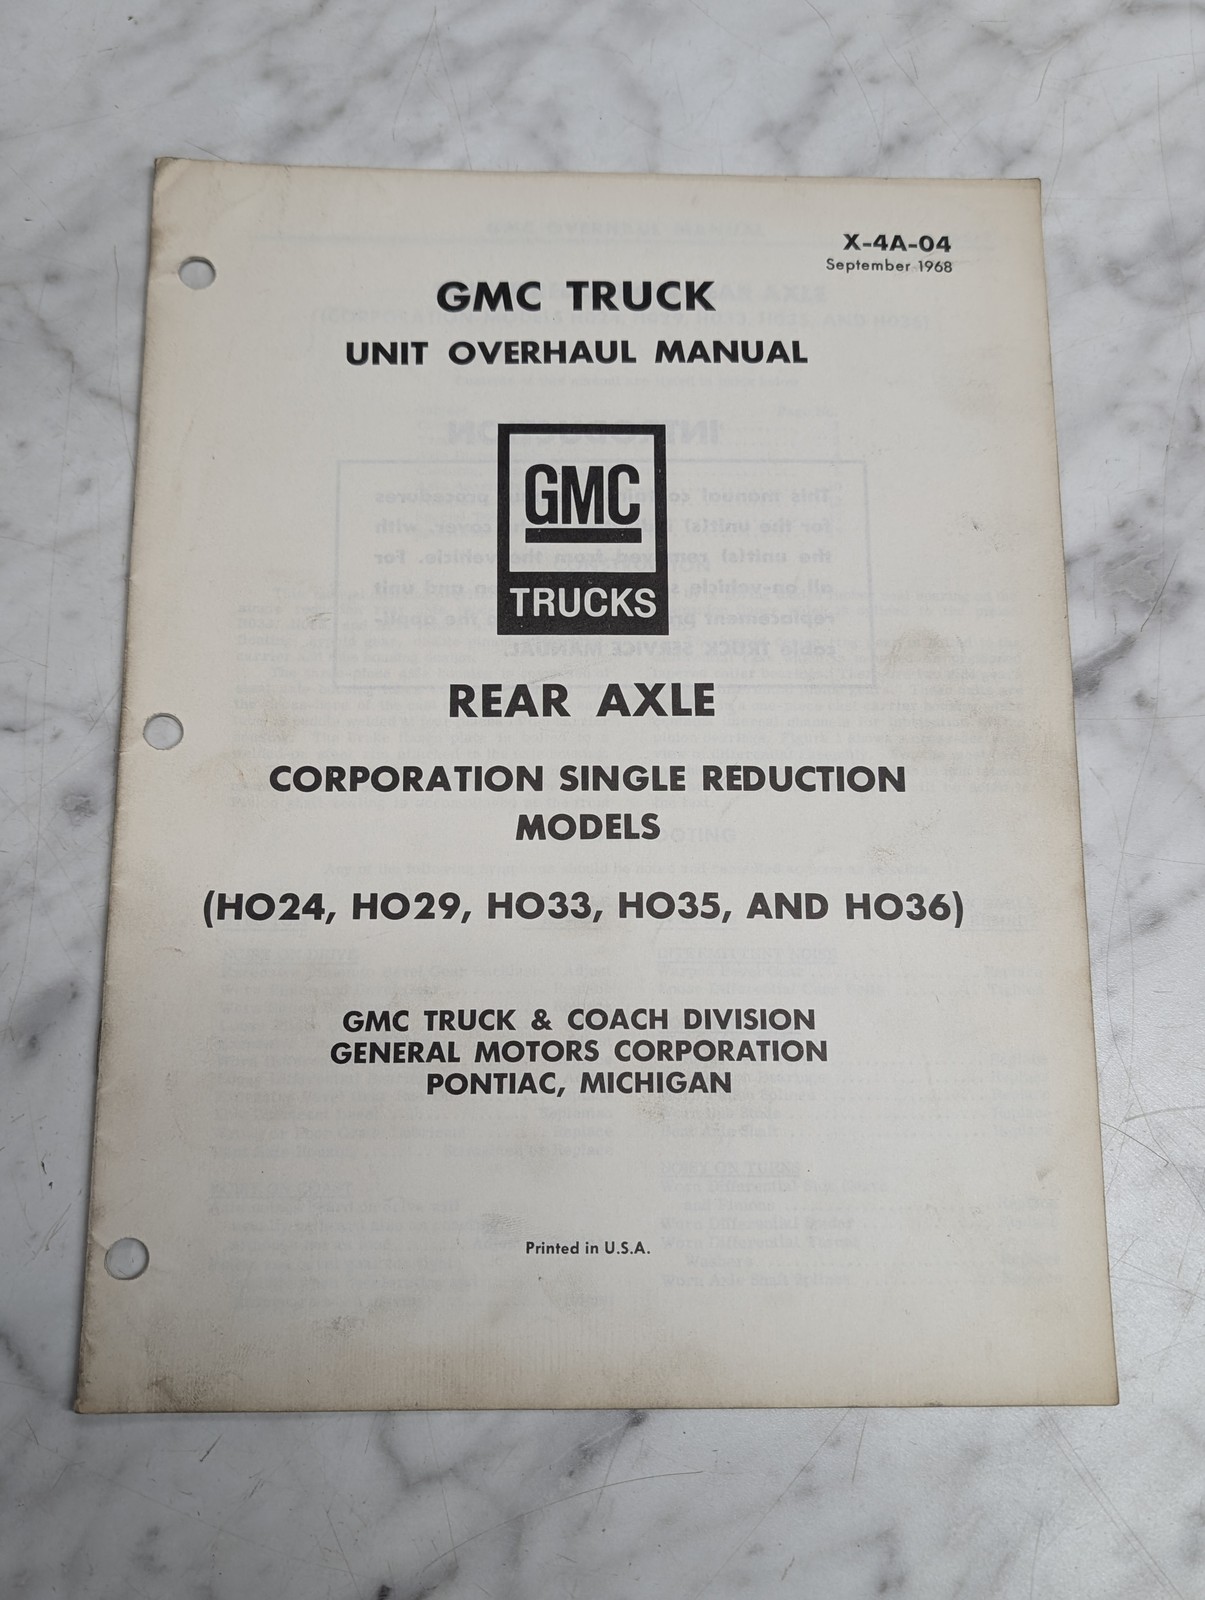 X-4A-04
September 1968
GMC TRUCK
UNIT OVERHAUL MANUAL
GMC
TRUCKS
REAR AXLE
CORPORATION SINGLE REDUCTION
MODELS
(HO24, HO29, HO33, HO35, AND HO36)
GMC TRUCK & COACH DIVISION
GENERAL MOTORS CORPORATION
PONTIAC, MICHIGAN
Printed in U.S.A.